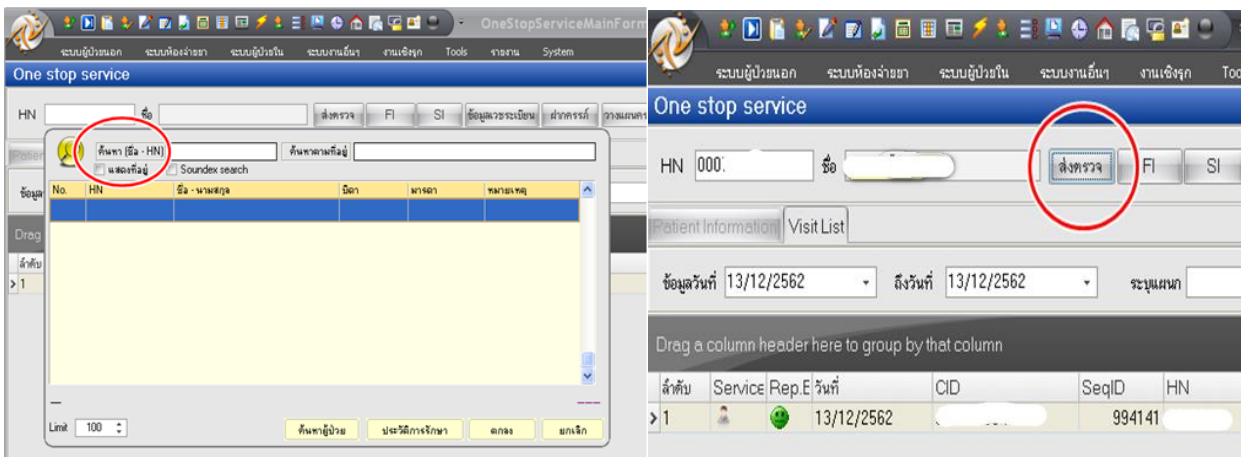 OneStopServiceMainForm
ระบบผู้ป่วยนอก ระบบห้องจ่ายยา ระบบผู้ป่วยใน ระบบงานอื่นๆ งานเชิงรุก Tools รายงาน System
One stop service
HN ชื่อ ส่งตรวจ FI SI ข้อมูลเวชระเบียน ฝากครรภ์
ค้นหา (ชื่อ - HN) ค้นหาตามที่อยู่
แสดงที่อยู่ Soundex search
No. HN ชื่อ - นามสกุล บิดา มารดา หมายเหตุ
Drag
ลำดับ
1
Limit 100
ค้นหาผู้ป่วย ประวัติการรักษา ตกลง ยกเลิก
ระบบผู้ป่วยนอก ระบบห้องจ่ายยา ระบบผู้ป่วยใน ระบบงานอื่นๆ งานเชิงรุก
One stop service
HN 000 ชื่อ ส่งตรวจ FI SI
Patient Information Visit List
ข้อมูลวันที่ 13/12/2562 ถึงวันที่ 13/12/2562 ระบุแผนก
Drag a column header here to group by that column
ลำดับ Service Rep.E วันที่ CID SeqID HN
1 13/12/2562 994141